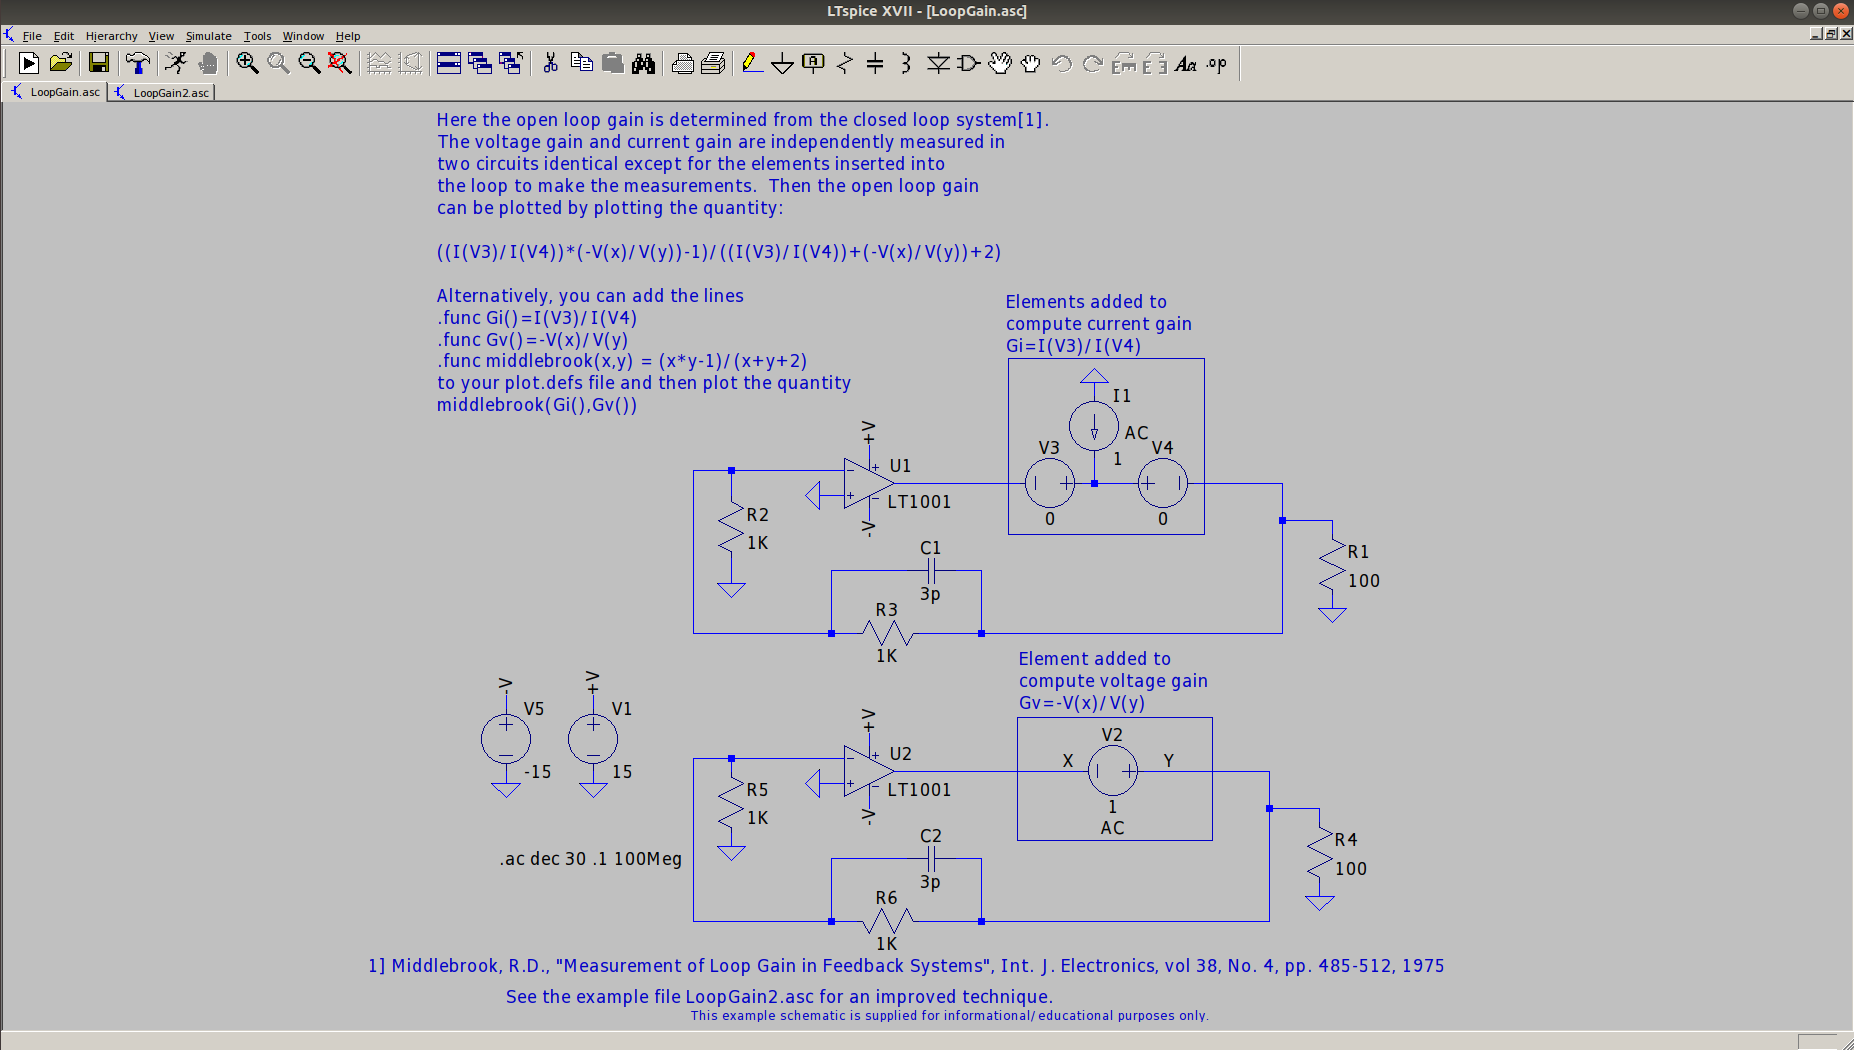 LTspice XVII - [LoopGain.asc]
File Edit Hierarchy View Simulate Tools Window Help
LoopGain.asc LoopGain2.asc
Here the open loop gain is determined from the closed loop system[1].
The voltage gain and current gain are independently measured in
two circuits identical except for the elements inserted into
the loop to make the measurements.  Then the open loop gain
can be plotted by plotting the quantity:
((I(V3)/I(V4))*(-V(x)/V(y))-1)/((I(V3)/I(V4))+(-V(x)/V(y))+2)
Alternatively, you can add the lines
.func Gi()=I(V3)/I(V4)
.func Gv()=-V(x)/V(y)
.func middlebrook(x,y) = (x*y-1)/(x+y+2)
to your plot.defs file and then plot the quantity
middlebrook(Gi(),Gv())
Elements added to
compute current gain
Gi=I(V3)/I(V4)
I1
AC
1
V3
0
V4
0
+V
U1
LT1001
-V
R2
1K
C1
3p
R3
1K
R1
100
Element added to
compute voltage gain
Gv=-V(x)/V(y)
V2
X
Y
1
AC
-V
V5
-15
+V
V1
15
+V
U2
LT1001
-V
R5
1K
C2
3p
R6
1K
R4
100
.ac dec 30 .1 100Meg
1] Middlebrook, R.D., "Measurement of Loop Gain in Feedback Systems", Int. J. Electronics, vol 38, No. 4, pp. 485-512, 1975
See the example file LoopGain2.asc for an improved technique.
This example schematic is supplied for informational/educational purposes only.